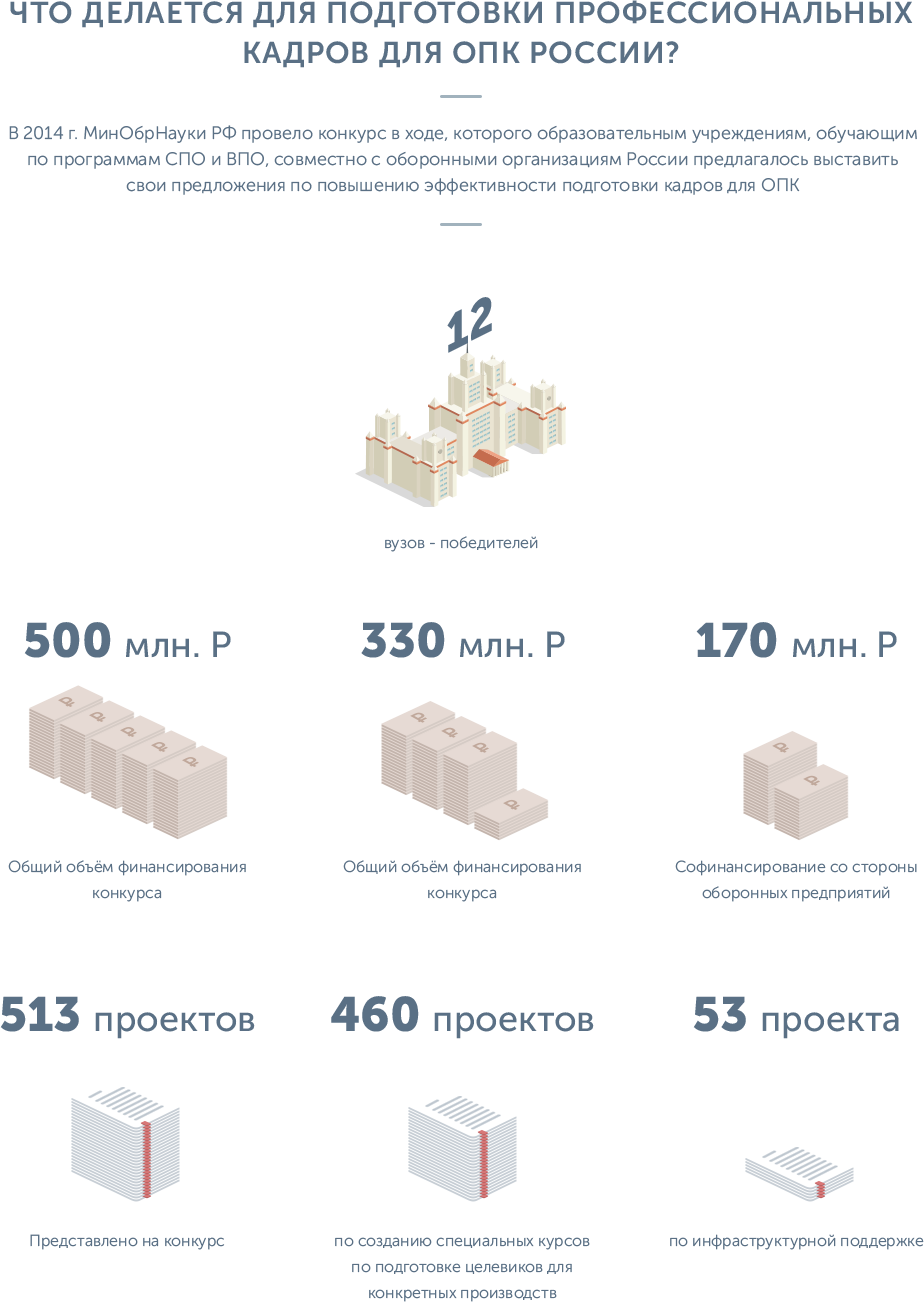 ЧТО ДЕЛАЕТСЯ ДЛЯ ПОДГОТОВКИ ПРОФЕССИОНАЛЬНЫХ
КАДРОВ ДЛЯ ОПК РОССИИ?
В 2014 г. МинОбрНауки РФ провело конкурс в ходе, которого образовательным учреждениям, обучающим
по программам СПО и ВПО, совместно с оборонными организациям России предлагалось выставить
свои предложения по повышению эффективности подготовки кадров для ОПК
12
вузов - победителей
500 млн. Р
330 млн. Р
170 млн. Р
Общий объём финансирования
конкурса
Общий объём финансирования
конкурса
Софинансирование со стороны
оборонных предприятий
513 проектов
460 проектов
53 проекта
Представлено на конкурс
по созданию специальных курсов
по подготовке целевиков для
конкретных производств
по инфраструктурной поддержке